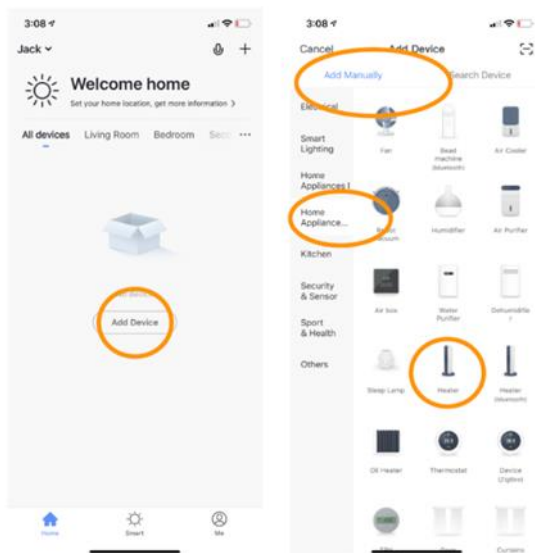 3:08
Jack
Welcome home
Set your home location, get more information >
All devices Living Room Bedroom
Add Device
Home Smart Me
3:08
Cancel Add Device
Add Manually Search Device
Electrical
Smart
Lighting
Home
Appliances
Home
Appliance...
Kitchen
Security
& Sensor
Sport
& Health
Others
Fan
Bead
machine
(bluetooth)
Air Cooler
Robot
Vacuum
Humidifier
Air Purifier
Air box
Water
Purifier
Dehumidifie
r
Sleep Lamp
Heater
Heater
(bluetooth)
Oil Heater
Thermostat
Device
(Zigbee)
Curtains